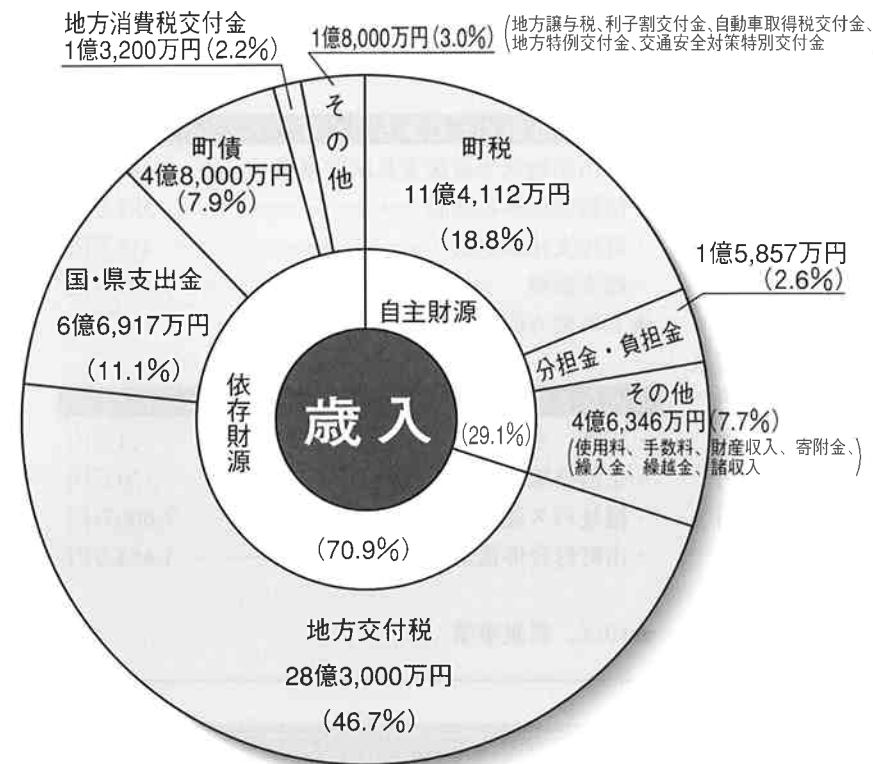 地方消費税交付金
1億3,200万円(2.2%)
1億8,000万円(3.0%)
(地方譲与税、利子割交付金、自動車取得税交付金、
地方特例交付金、交通安全対策特別交付金)
その他
町債
4億8,000万円
(7.9%)
町税
11億4,112万円
(18.8%)
1億5,857万円
(2.6%)
国・県支出金
6億6,917万円
(11.1%)
自主財源
分担金・負担金
その他
4億6,346万円(7.7%)
(使用料、手数料、財産収入、寄附金、
繰入金、繰越金、諸収入)
依存財源
歳入
(29.1%)
(70.9%)
地方交付税
28億3,000万円
(46.7%)